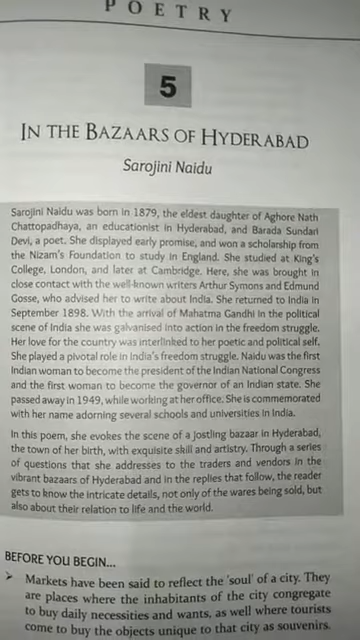 POETRY
5
IN THE BAZAARS OF HYDERABAD
Sarojini Naidu
Sarojini Naidu was born in 1879, the eldest daughter of Aghore Nath
Chattopadhaya, an educationist in Hyderabad, and Barada Sundari
Devi, a poet. She displayed early promise, and won a scholarship from
the Nizam's Foundation to study in England. She studied at King's
College, London, and later at Cambridge. Here, she was brought in
close contact with the well-known writers Arthur Symons and Edmund
Gosse, who advised her to write about India. She returned to India in
September 1898. With the arrival of Mahatma Gandhi in the political
scene of India she was galvanised into action in the freedom struggle.
Her love for the country was interlinked to her poetic and political self.
She played a pivotal role in India's freedom struggle. Naidu was the first
Indian woman to become the president of the Indian National Congress
and the first woman to become the governor of an Indian state. She
passed away in 1949, while working at her office. She is commemorated
with her name adorning several schools and universities in India.
In this poem, she evokes the scene of a jostling bazaar in Hyderabad,
the town of her birth, with exquisite skill and artistry. Through a series
of questions that she addresses to the traders and vendors in the
vibrant bazaars of Hyderabad and in the replies that follow, the reader
gets to know the intricate details, not only of the wares being sold, but
also about their relation to life and the world.
BEFORE YOU BEGIN...
➤ Markets have been said to reflect the 'soul' of a city. They
are places where the inhabitants of the city congregate
to buy daily necessities and wants, as well where tourists
come to buy the objects unique to that city as souvenirs.